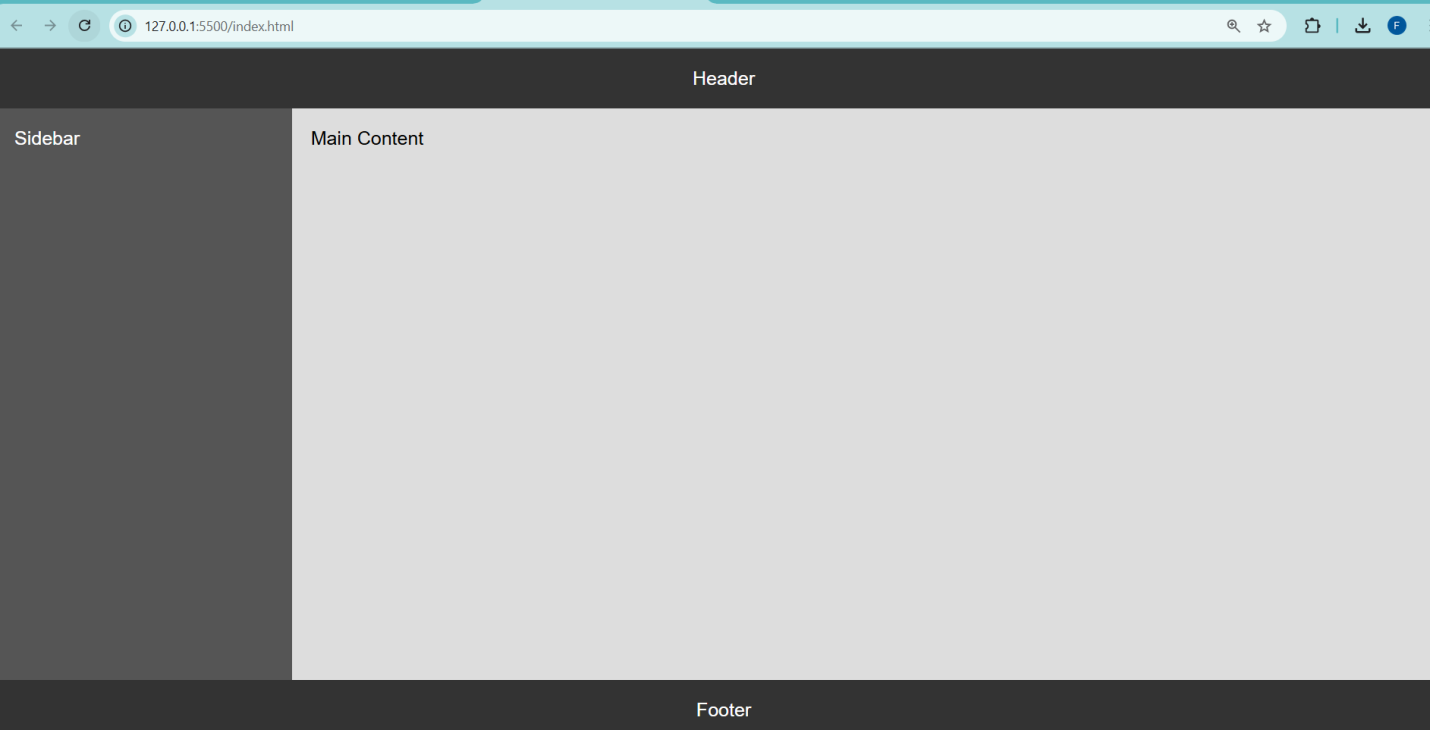 127.0.0.1:5500/index.html
F
Header
Sidebar
Main Content
Footer